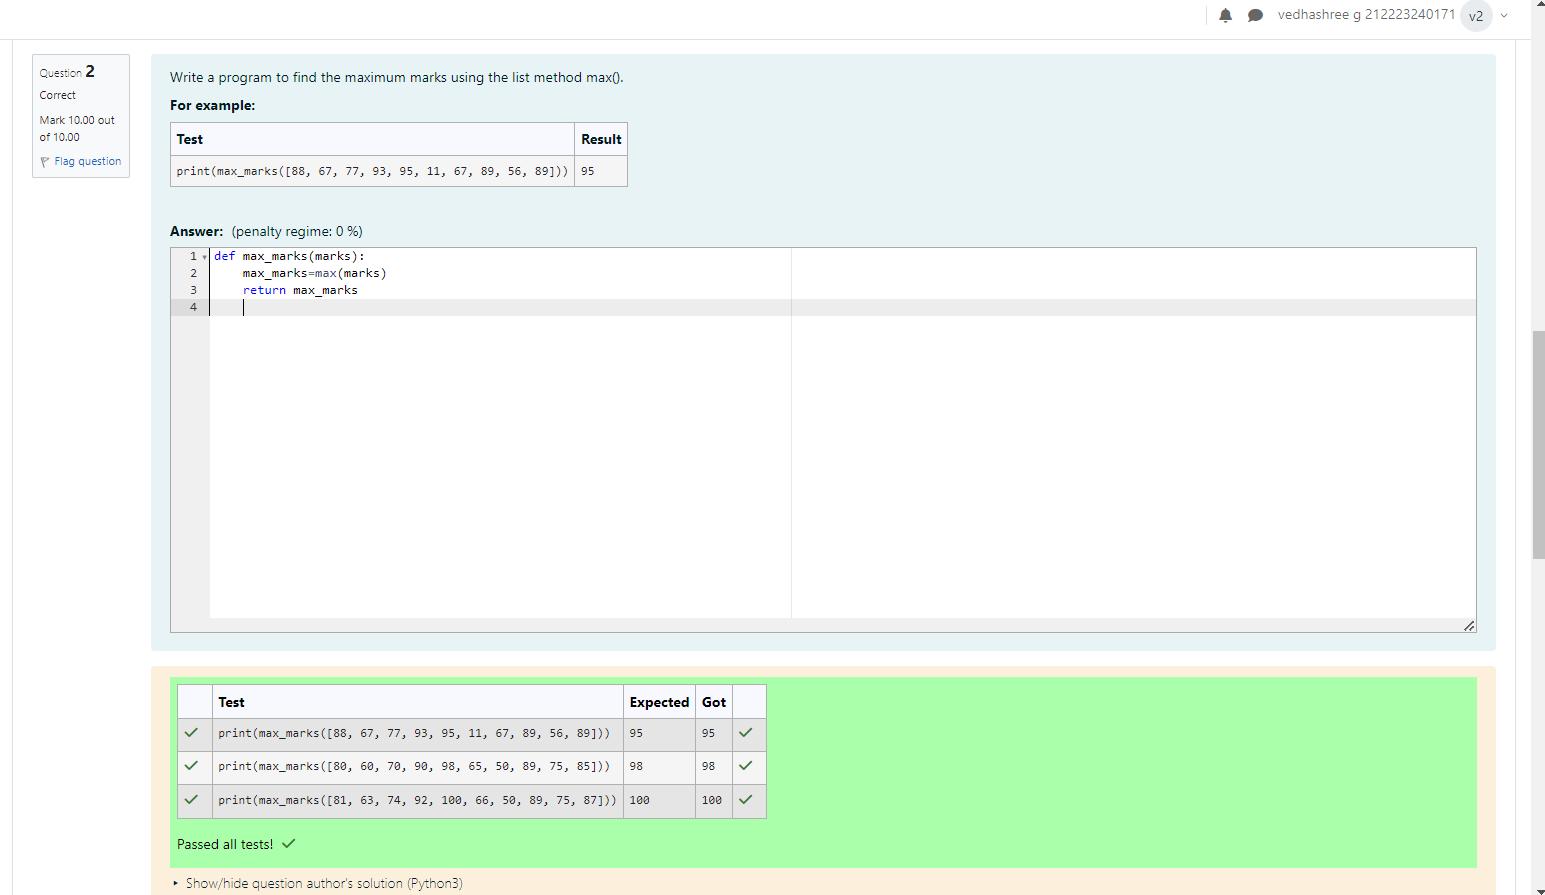 vedhashree g 212223240171 v2
Question 2
Correct
Mark 10.00 out
of 10.00
Flag question
Write a program to find the maximum marks using the list method max().
For example:
Test Result
print(max_marks([88, 67, 77, 93, 95, 11, 67, 89, 56, 89])) 95
Answer: (penalty regime: 0 %)
1 def max_marks(marks):
2 max_marks=max(marks)
3 return max_marks
4
Test Expected Got
print(max_marks([88, 67, 77, 93, 95, 11, 67, 89, 56, 89])) 95 95
print(max_marks([80, 60, 70, 90, 98, 65, 50, 89, 75, 85])) 98 98
print(max_marks([81, 63, 74, 92, 100, 66, 50, 89, 75, 87])) 100 100
Passed all tests!
Show/hide question author's solution (Python3)